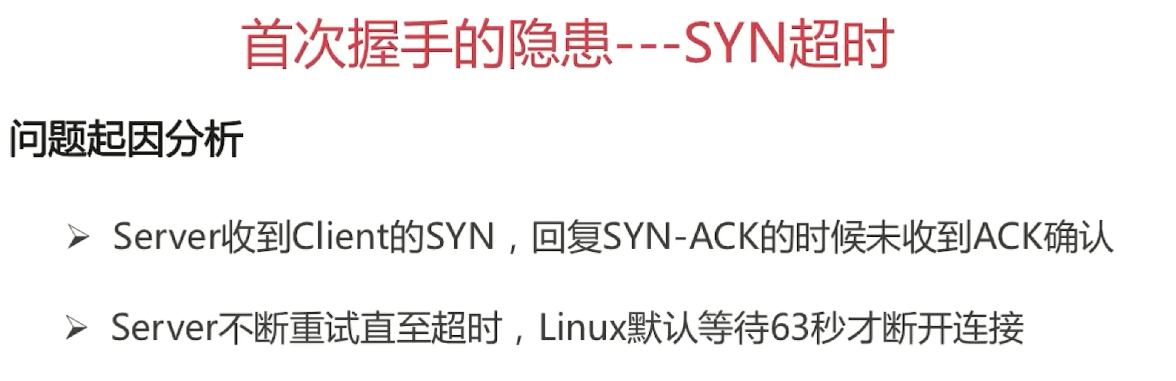 首次握手的隐患---SYN超时
问题起因分析
➢ Server收到Client的SYN，回复SYN-ACK的时候未收到ACK确认
➢ Server不断重试直至超时，Linux默认等待63秒才断开连接